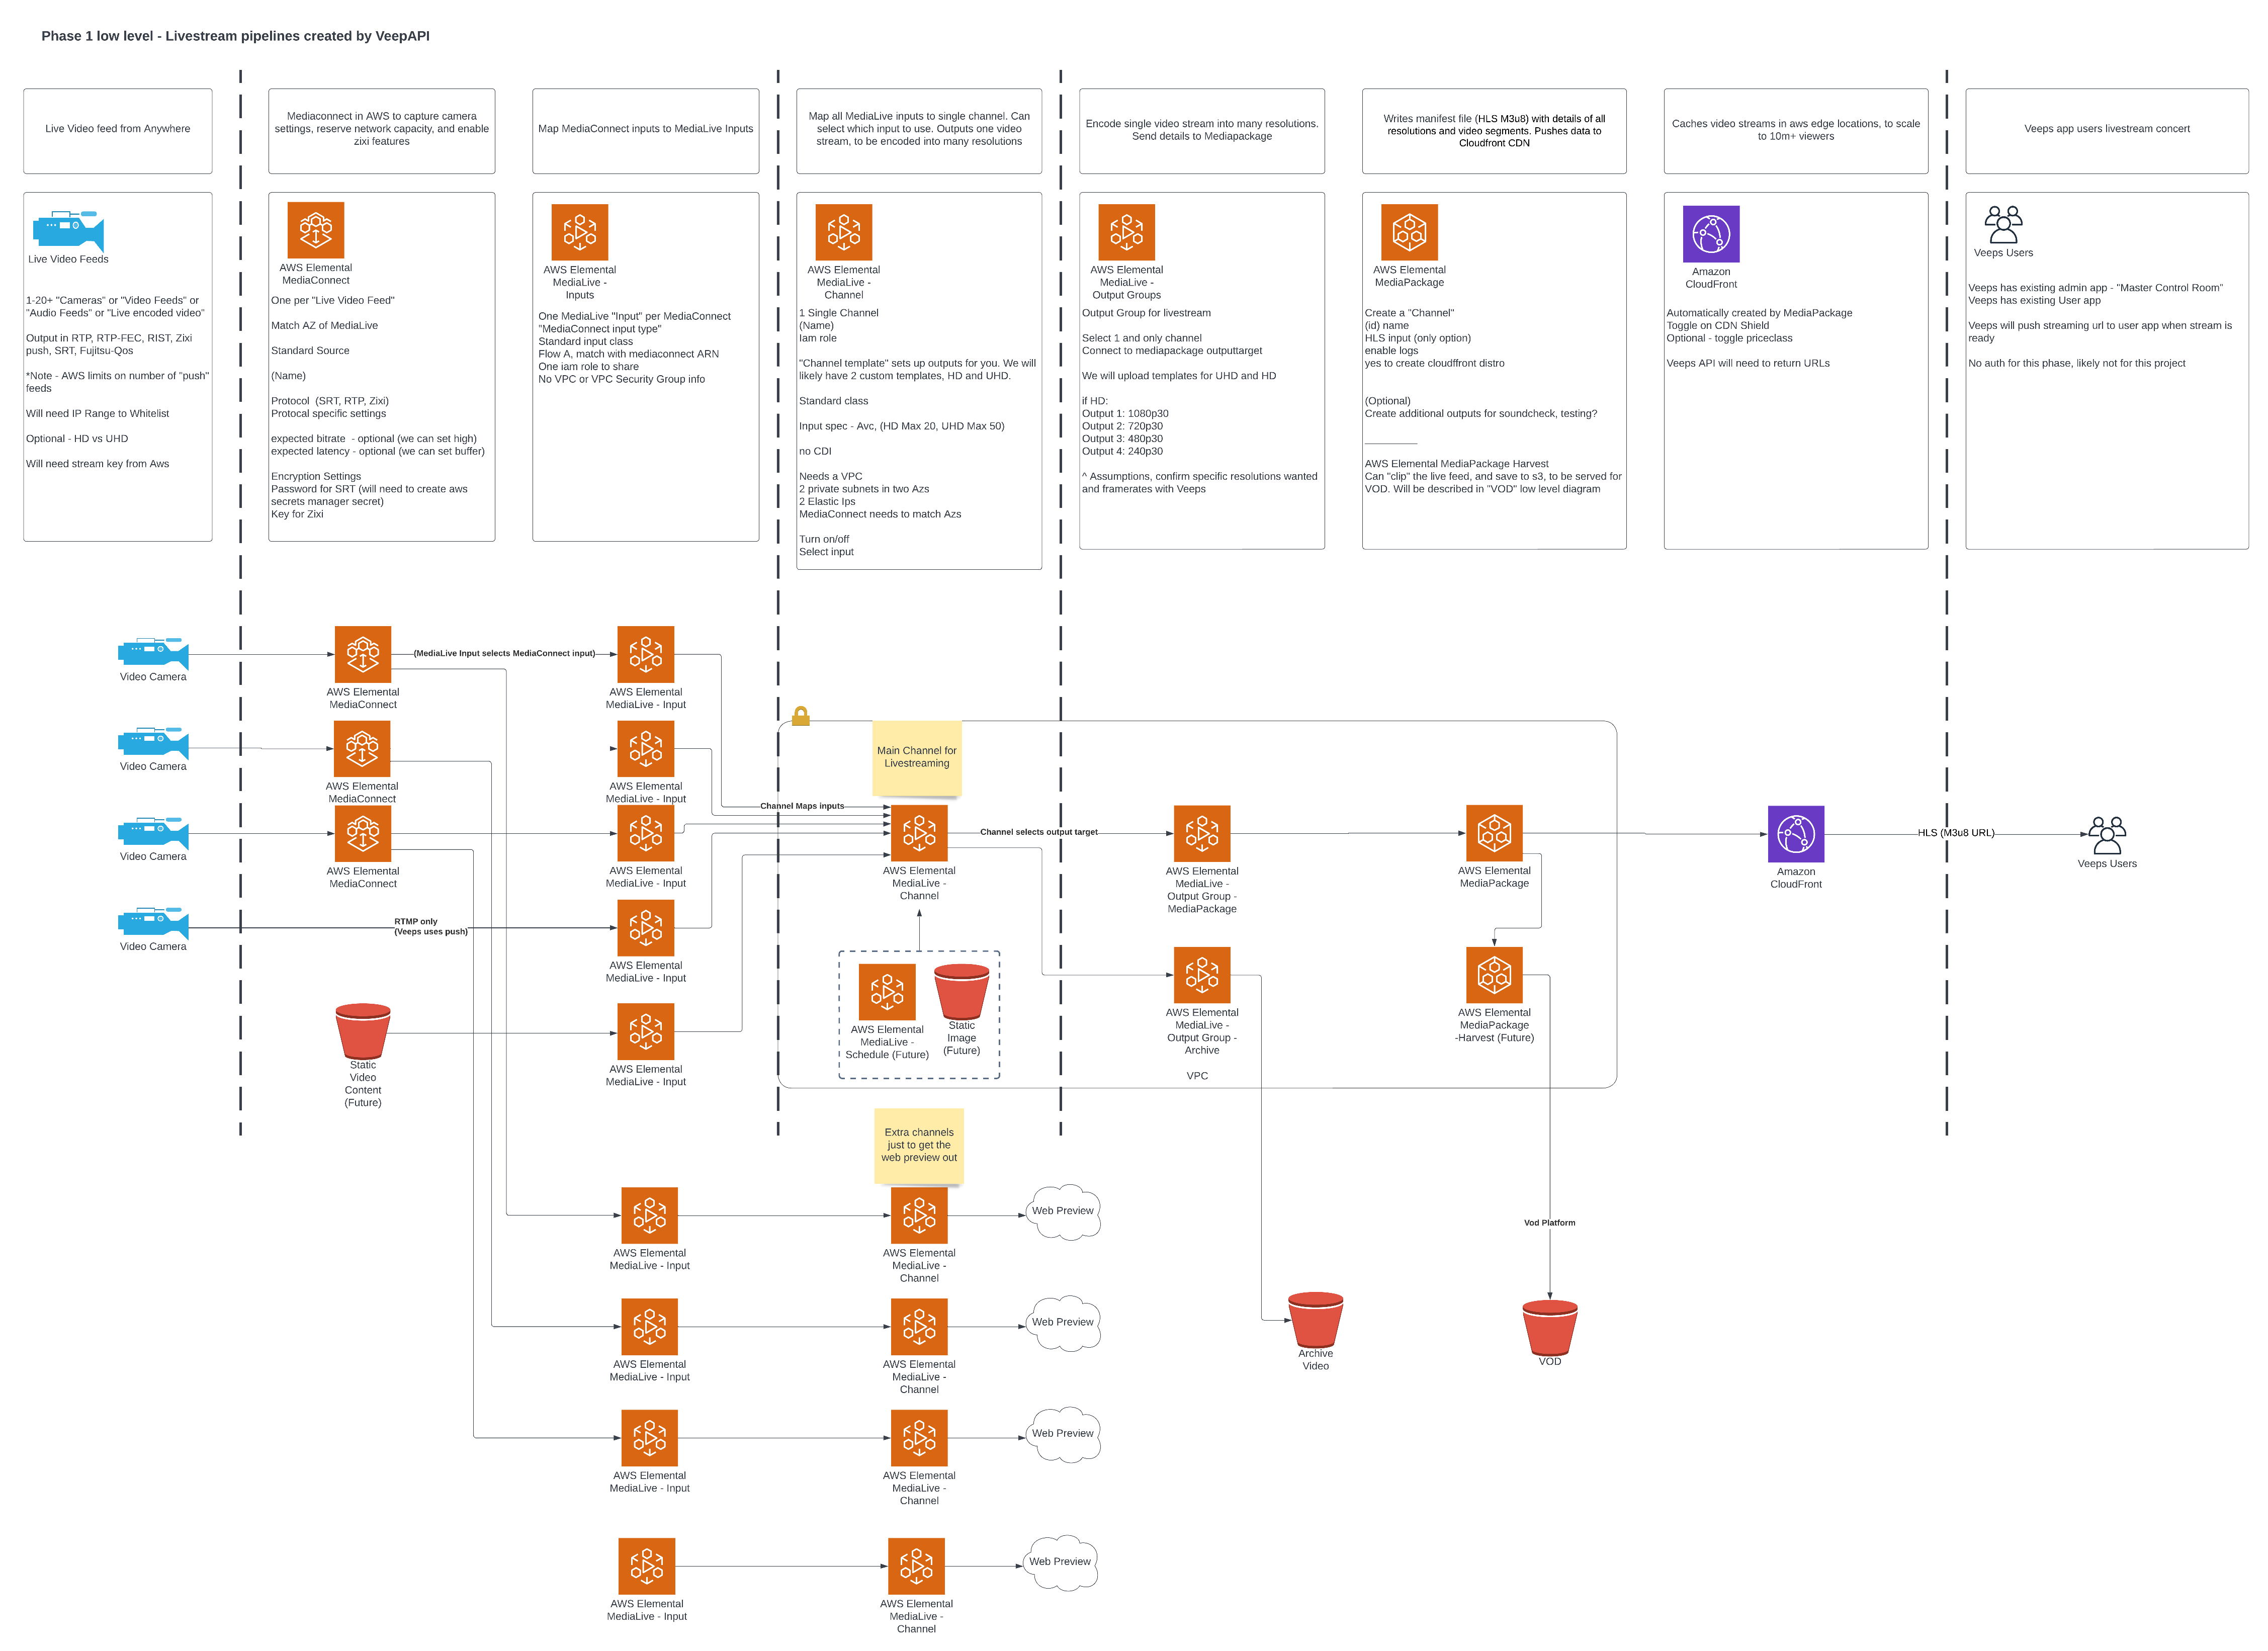 Phase 1 low level - Livestream pipelines created by VeepAPI
Live Video feed from Anywhere
Mediaconnect in AWS to capture camera
settings, reserve network capacity, and enable
zixi features
Map MediaConnect inputs to MediaLive Inputs
Map all MediaLive inputs to single channel. Can
select which input to use. Outputs one video
stream, to be encoded into many resolutions
Encode single video stream into many resolutions.
Send details to Mediapackage
Writes manifest file (HLS M3u8) with details of all
resolutions and video segments. Pushes data to
Cloudfront CDN
Caches video streams in aws edge locations, to scale
to 10m+ viewers
Veeps app users livestream concert
Live Video Feeds
1-20+ "Cameras" or "Video Feeds" or
"Audio Feeds" or "Live encoded video"
Output in RTP, RTP-FEC, RIST, Zixi
push, SRT, Fujitsu-Qos
*Note - AWS limits on number of "push"
feeds
Will need IP Range to Whitelist
Optional - HD vs UHD
Will need stream key from Aws
AWS Elemental
MediaConnect
One per "Live Video Feed"
Match AZ of MediaLive
Standard Source
(Name)
Protocol  (SRT, RTP, Zixi)
Protocal specific settings
expected bitrate  - optional (we can set high)
expected latency - optional (we can set buffer)
Encryption Settings
Password for SRT (will need to create aws
secrets manager secret)
Key for Zixi
AWS Elemental
MediaLive -
Inputs
One MediaLive "Input" per MediaConnect
"MediaConnect input type"
Standard input class
Flow A, match with mediaconnect ARN
One iam role to share
No VPC or VPC Security Group info
AWS Elemental
MediaLive -
Channel
1 Single Channel
(Name)
Iam role
"Channel template" sets up outputs for you. We will
likely have 2 custom templates, HD and UHD.
Standard class
Input spec - Avc, (HD Max 20, UHD Max 50)
no CDI
Needs a VPC
2 private subnets in two Azs
2 Elastic Ips
MediaConnect needs to match Azs
Turn on/off
Select input
AWS Elemental
MediaLive -
Output Groups
Output Group for livestream
Select 1 and only channel
Connect to mediapackage outputtarget
We will upload templates for UHD and HD
if HD:
Output 1: 1080p30
Output 2: 720p30
Output 3: 480p30
Output 4: 240p30
^ Assumptions, confirm specific resolutions wanted
and framerates with Veeps
AWS Elemental
MediaPackage
Create a "Channel"
(id) name
HLS input (only option)
enable logs
yes to create cloudffront distro
(Optional)
Create additional outputs for soundcheck, testing?
_________
AWS Elemental MediaPackage Harvest
Can "clip" the live feed, and save to s3, to be served for
VOD. Will be described in "VOD" low level diagram
Amazon
CloudFront
Automatically created by MediaPackage
Toggle on CDN Shield
Optional - toggle priceclass
Veeps API will need to return URLs
Veeps Users
Veeps has existing admin app - "Master Control Room"
Veeps has existing User app
Veeps will push streaming url to user app when stream is
ready
No auth for this phase, likely not for this project
Video Camera
AWS Elemental
MediaConnect
(MediaLive Input selects MediaConnect input)
AWS Elemental
MediaLive - Input
Video Camera
AWS Elemental
MediaConnect
AWS Elemental
MediaLive - Input
Main Channel for
Livestreaming
Channel Maps inputs
Video Camera
AWS Elemental
MediaConnect
AWS Elemental
MediaLive - Input
AWS Elemental
MediaLive -
Channel
Channel selects output target
AWS Elemental
MediaLive -
Output Group -
MediaPackage
AWS Elemental
MediaPackage
Amazon
CloudFront
HLS (M3u8 URL)
Veeps Users
Video Camera
RTMP only
(Veeps uses push)
AWS Elemental
MediaLive - Input
Static
Video
Content
(Future)
AWS Elemental
MediaLive - Input
AWS Elemental
MediaLive -
Schedule (Future)
Static
Image
(Future)
AWS Elemental
MediaLive -
Output Group -
Archive
AWS Elemental
MediaPackage
-Harvest (Future)
VPC
Extra channels
just to get the
web preview out
AWS Elemental
MediaLive - Input
AWS Elemental
MediaLive -
Channel
Web Preview
Vod Platform
AWS Elemental
MediaLive - Input
AWS Elemental
MediaLive -
Channel
Web Preview
Archive
Video
VOD
AWS Elemental
MediaLive - Input
AWS Elemental
MediaLive -
Channel
Web Preview
AWS Elemental
MediaLive - Input
AWS Elemental
MediaLive -
Channel
Web Preview